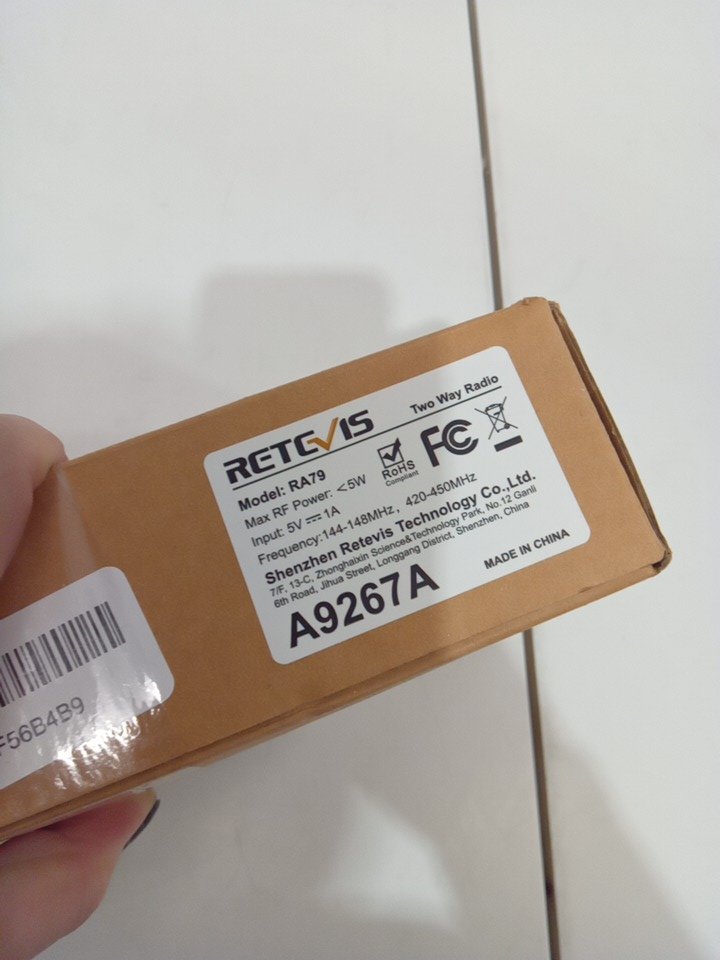 RETEVIS
Two Way Radio
Model: RA79
Max RF Power: <5W
Input: 5V⎓1A
RoHS
Compliant
FC
Frequency:144-148MHz, 420-450MHz
Shenzhen Retevis Technology Co.,Ltd.
7/F, 13-C, Zhonghaixin Science&Technology Park, No.12 Ganli
6th Road, Jihua Street, Longgang District, Shenzhen, China
A9267A
MADE IN CHINA
F56B4B9